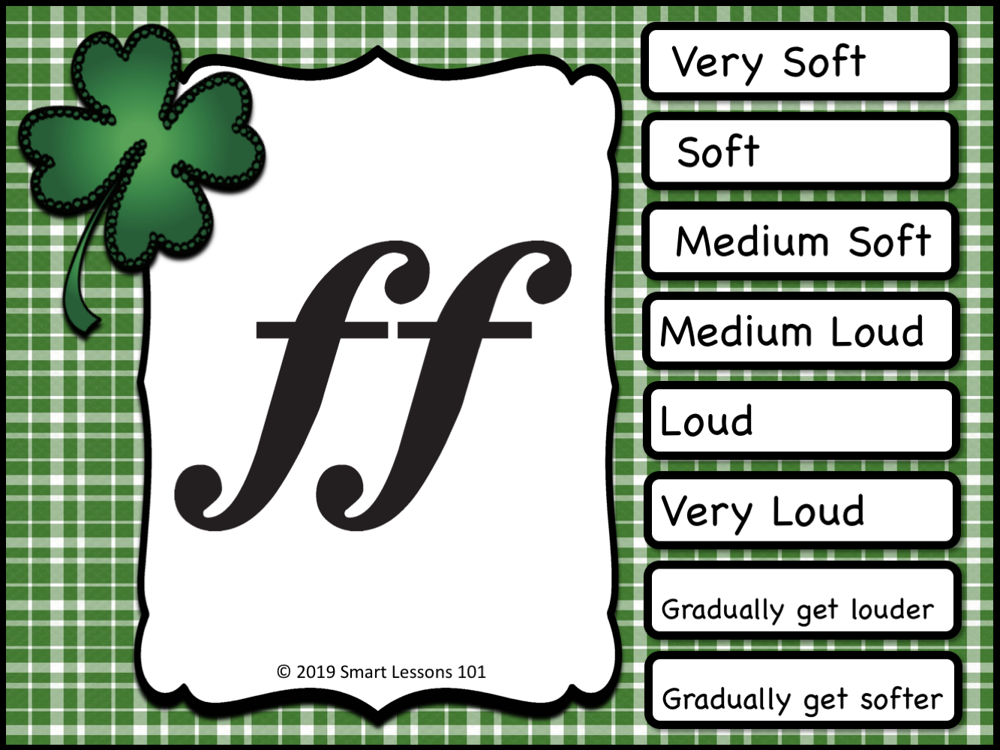 ff
© 2019 Smart Lessons 101
Very Soft
Soft
Medium Soft
Medium Loud
Loud
Very Loud
Gradually get louder
Gradually get softer